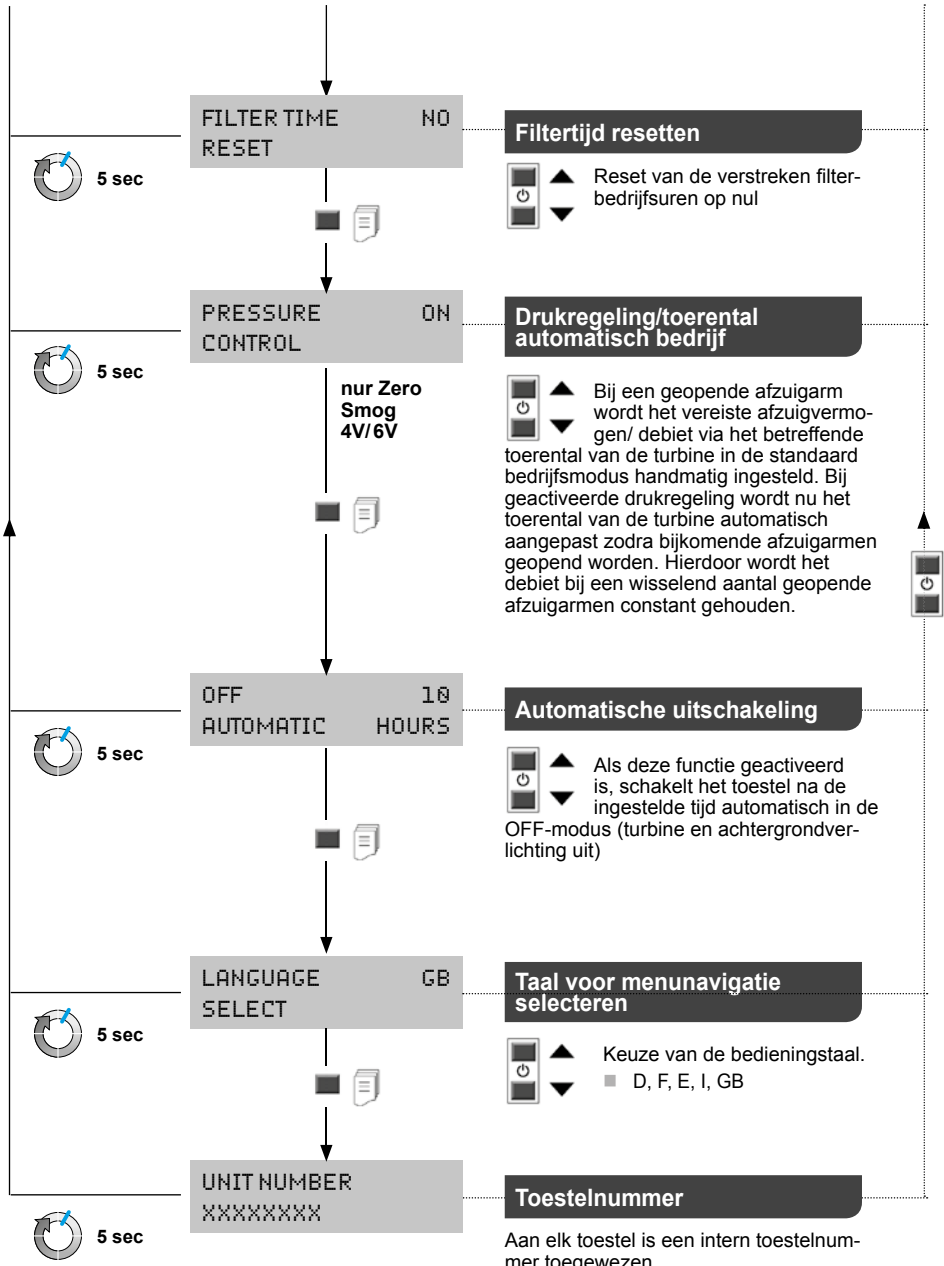 FILTER TIME NO
RESET
Filtertijd resetten
5 sec
Reset van de verstreken filter-
bedrijfsuren op nul
PRESSURE ON
CONTROL
Drukregeling/toerental
automatisch bedrijf
5 sec
nur Zero
Smog
4V/6V
Bij een geopende afzuigarm
wordt het vereiste afzuigvermo-
gen/ debiet via het betreffende
toerental van de turbine in de standaard
bedrijfsmodus handmatig ingesteld. Bij
geactiveerde drukregeling wordt nu het
toerental van de turbine automatisch
aangepast zodra bijkomende afzuigarmen
geopend worden. Hierdoor wordt het
debiet bij een wisselend aantal geopende
afzuigarmen constant gehouden.
OFF 10
AUTOMATIC HOURS
Automatische uitschakeling
5 sec
Als deze functie geactiveerd
is, schakelt het toestel na de
ingestelde tijd automatisch in de
OFF-modus (turbine en achtergrondver-
lichting uit)
LANGUAGE GB
SELECT
Taal voor menunavigatie
selecteren
5 sec
Keuze van de bedieningstaal.
D, F, E, I, GB
UNIT NUMBER
XXXXXXXX
Toestelnummer
5 sec
Aan elk toestel is een intern toestelnum-
mer toegewezen